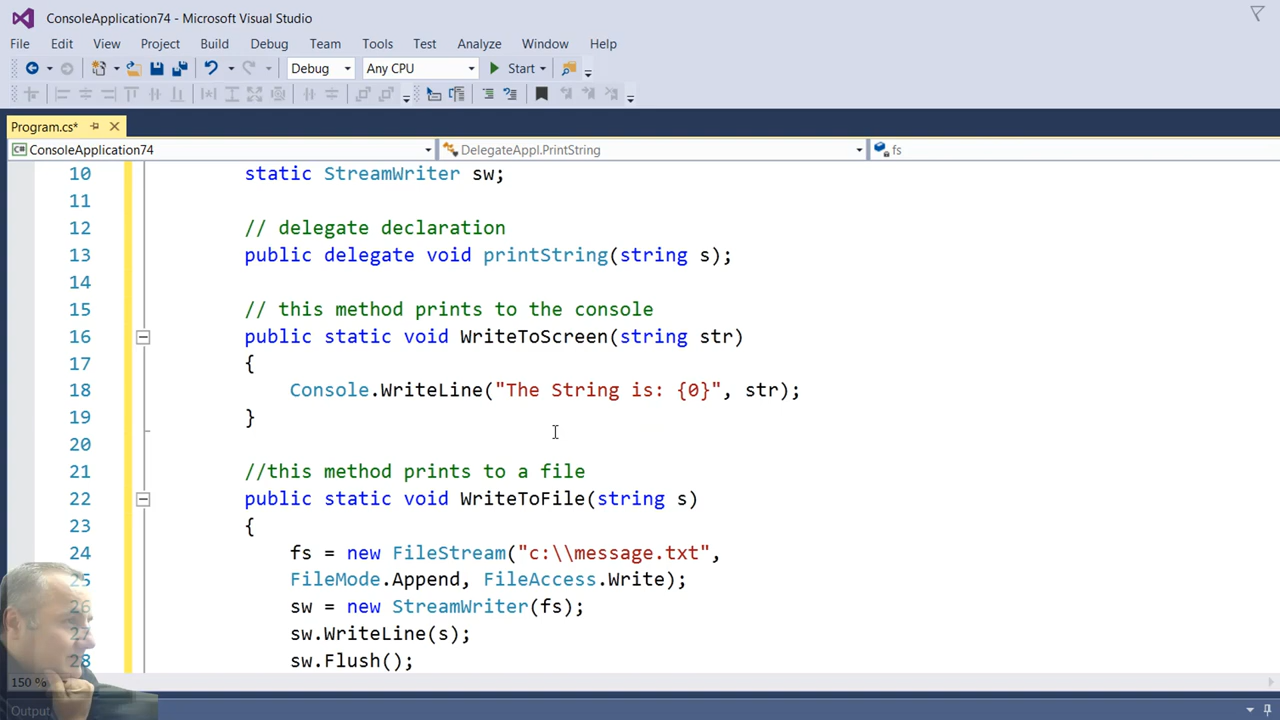 ConsoleApplication74 - Microsoft Visual Studio
File Edit View Project Build Debug Team Tools Test Analyze Window Help
Debug Any CPU Start
Program.cs*
ConsoleApplication74 DelegateAppl.PrintString fs
10 static StreamWriter sw;
11
12 // delegate declaration
13 public delegate void printString(string s);
14
15 // this method prints to the console
16 public static void WriteToScreen(string str)
17 {
18 Console.WriteLine("The String is: {0}", str);
19 }
20
21 //this method prints to a file
22 public static void WriteToFile(string s)
23 {
24 fs = new FileStream("c:\\message.txt",
25 FileMode.Append, FileAccess.Write);
26 sw = new StreamWriter(fs);
27 sw.WriteLine(s);
28 sw.Flush();
150 %
Output